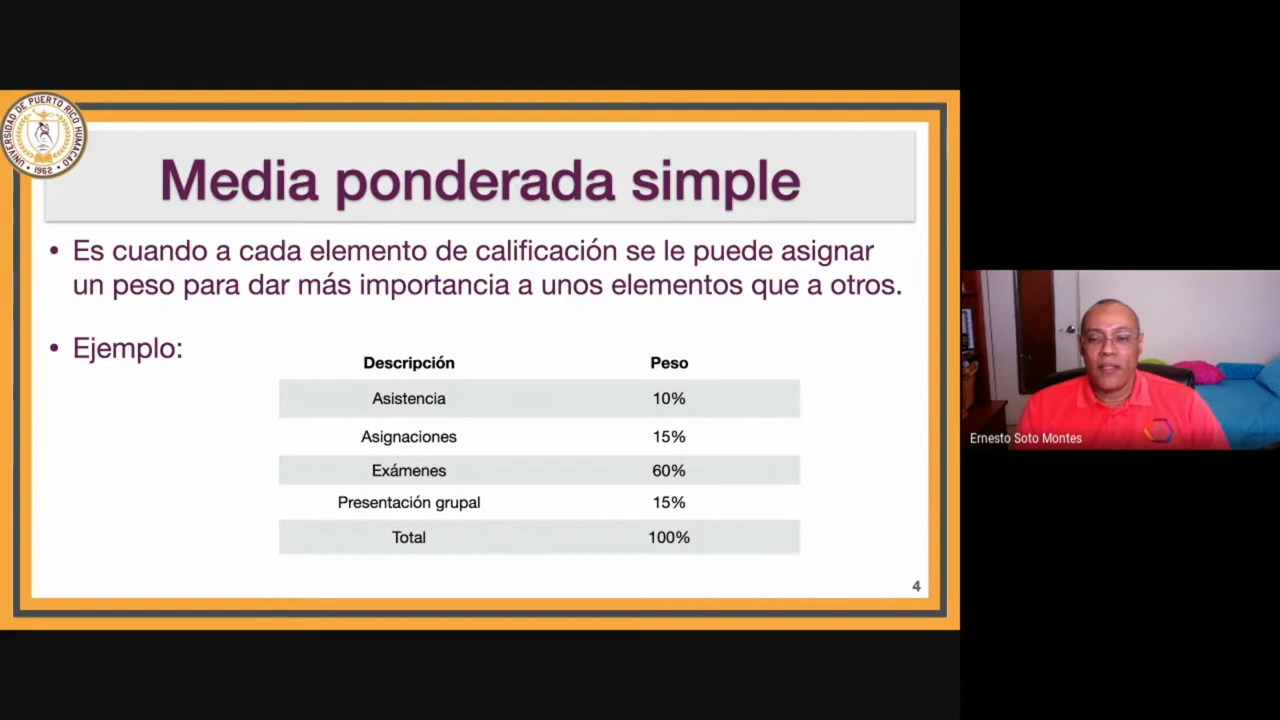 UNIVERSIDAD DE PUERTO RICO HUMACAO
• 1962 •
Media ponderada simple
• Es cuando a cada elemento de calificación se le puede asignar
un peso para dar más importancia a unos elementos que a otros.
• Ejemplo:
Descripción Peso
Asistencia 10%
Asignaciones 15%
Exámenes 60%
Presentación grupal 15%
Total 100%
4
Ernesto Soto Montes